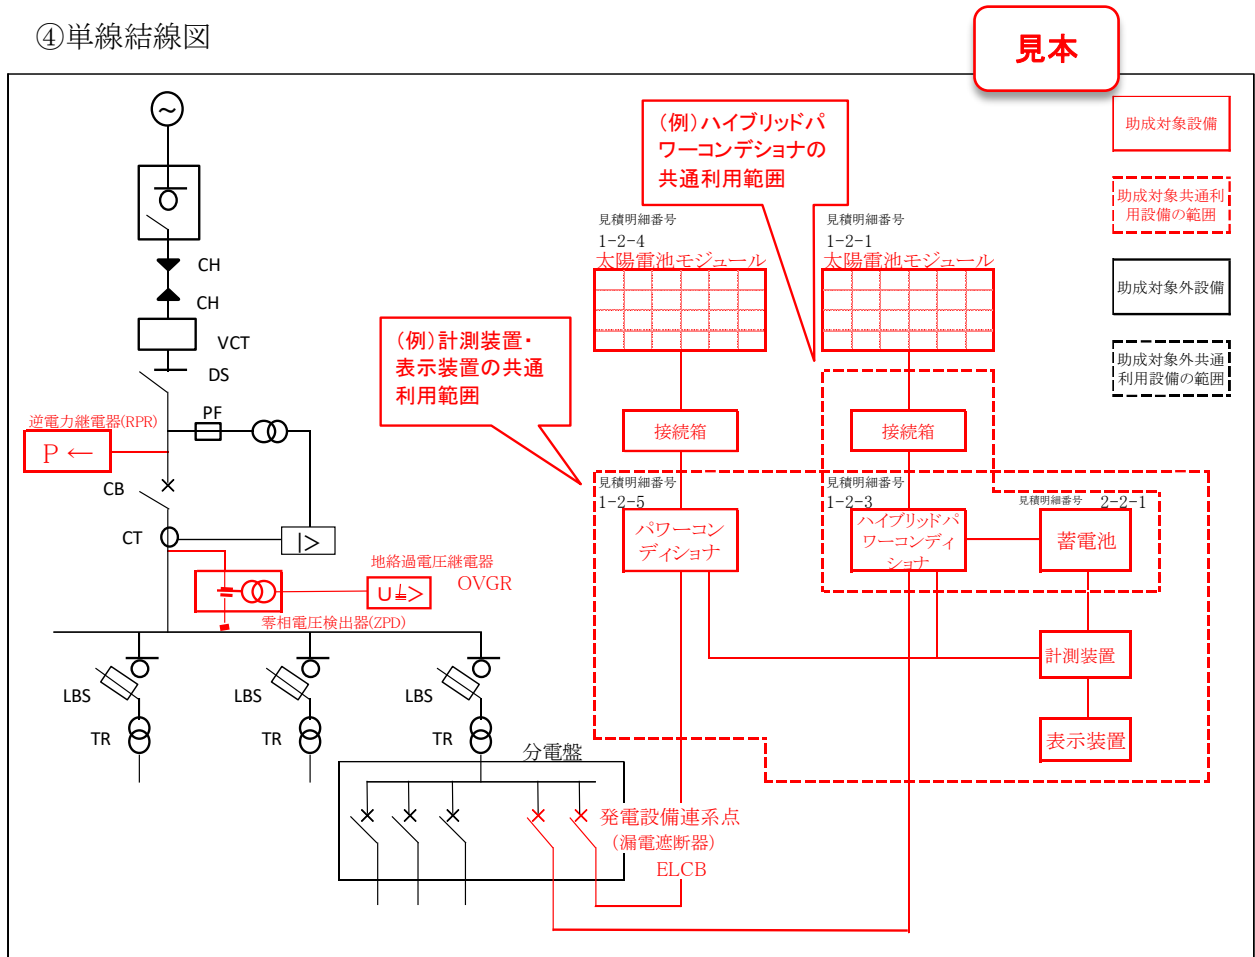 ④単線結線図
見本
(例)ハイブリッドパ
ワーコンデショナの
共通利用範囲
助成対象設備
助成対象共通利
用設備の範囲
助成対象外設備
助成対象外共通
利用設備の範囲
見積明細番号
1-2-4
太陽電池モジュール
見積明細番号
1-2-1
太陽電池モジュール
(例)計測装置・
表示装置の共通
利用範囲
CH
CH
VCT
DS
PF
逆電力継電器(RPR)
P ←
CB
CT
I>
地絡過電圧継電器
OVGR
U≟>
零相電圧検出器(ZPD)
接続箱
接続箱
見積明細番号
1-2-5
パワーコン
ディショナ
見積明細番号
1-2-3
ハイブリッドパ
ワーコンディ
ショナ
見積明細番号 2-2-1
蓄電池
計測装置
表示装置
LBS
LBS
LBS
TR
TR
TR
分電盤
発電設備連系点
(漏電遮断器)
ELCB